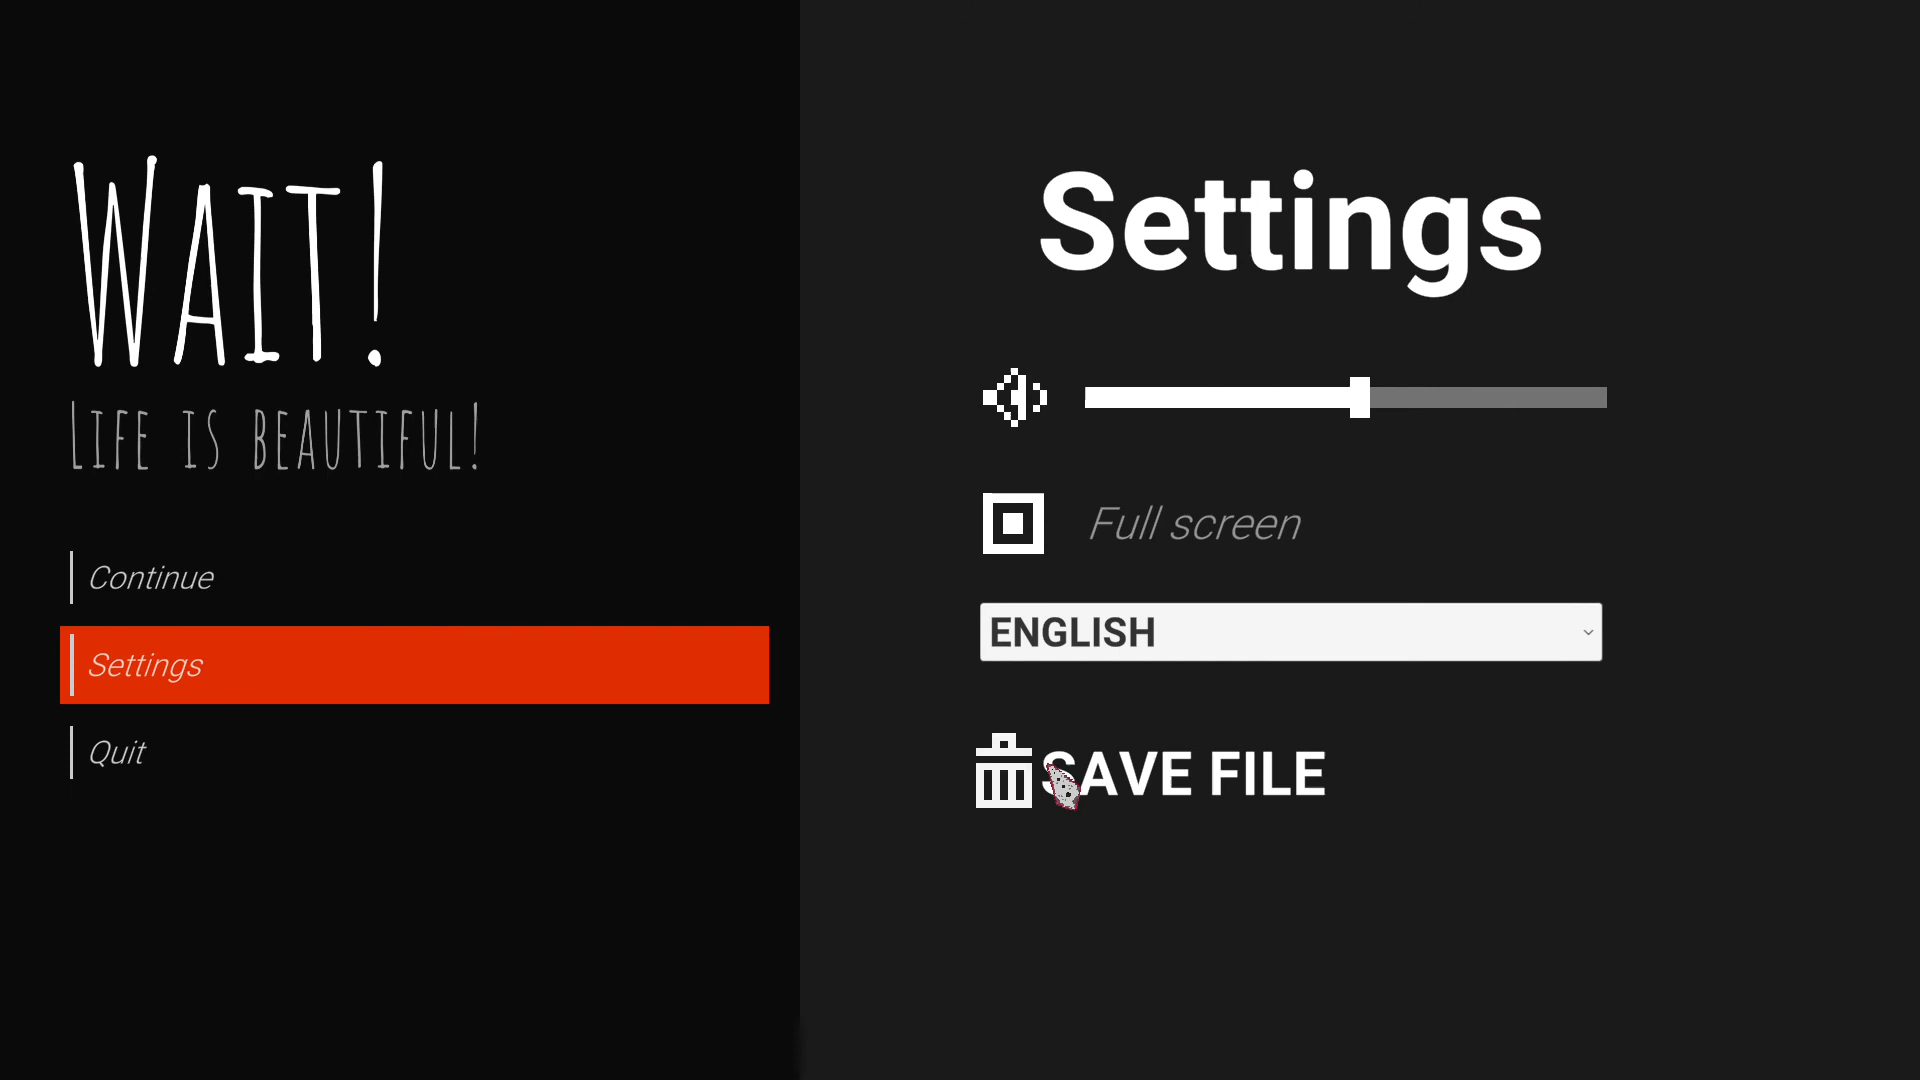 WAIT!
LIFE IS BEAUTIFUL!
Continue
Settings
Quit
Settings
Full screen
ENGLISH
SAVE FILE